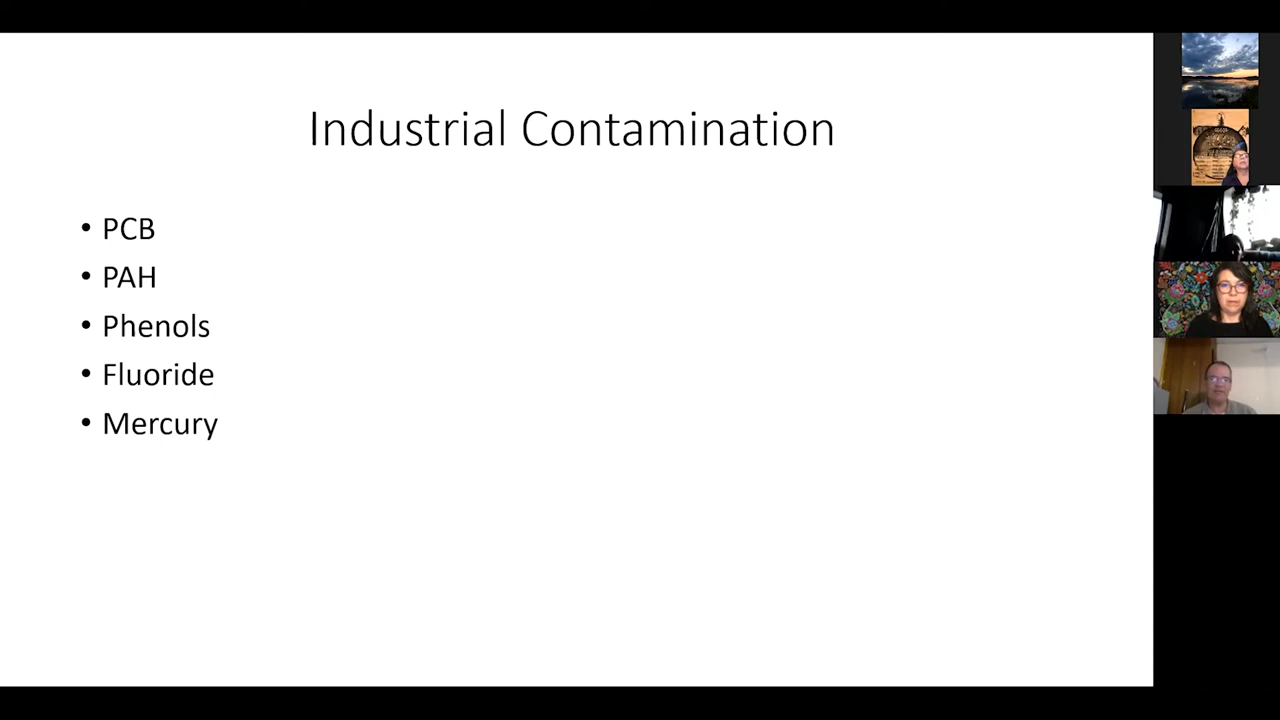 Industrial Contamination
• PCB
• PAH
• Phenols
• Fluoride
• Mercury